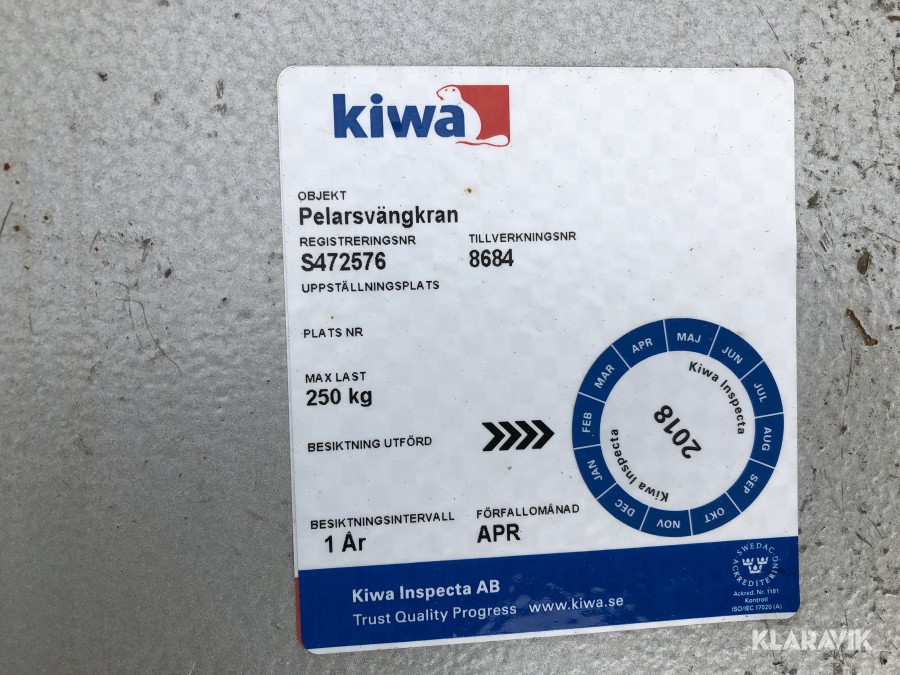 kiwa
OBJEKT
Pelarsvängkran
REGISTRERINGSNR TILLVERKNINGSNR
S472576 8684
UPPSTÄLLNINGSPLATS
PLATS NR
MAX LAST
250 kg
BESIKTNING UTFÖRD
JAN FEB MAR APR MAJ JUN JUL AUG SEP OKT NOV DEC
Kiwa Inspecta
2018
Kiwa Inspecta
BESIKTNINGSINTERVALL FÖRFALLOMÅNAD
1 År APR
Kiwa Inspecta AB
Trust Quality Progress www.kiwa.se
SWEDAC
ACKREDITERING
Ackred. Nr. 1181
Kontroll
ISO/IEC 17020 (A)
KLARAVIK